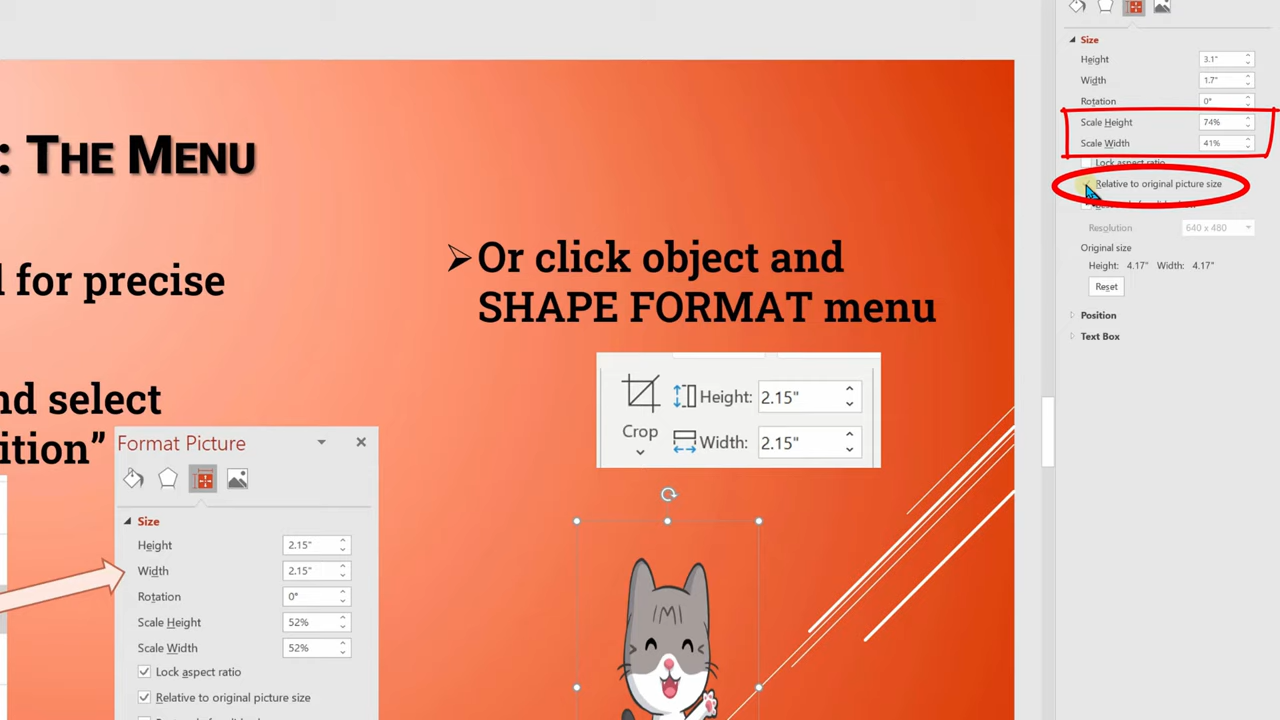 : THE MENU
l for precise
nd select
ition”
Or click object and
SHAPE FORMAT menu
Crop
Height: 2.15"
Width: 2.15"
Format Picture
Size
Height 2.15"
Width 2.15"
Rotation 0°
Scale Height 52%
Scale Width 52%
Lock aspect ratio
Relative to original picture size
Size
Height 3.1"
Width 1.7"
Rotation 0°
Scale Height 74%
Scale Width 41%
Lock aspect ratio
Relative to original picture size
Resolution 640 x 480
Original size
Height: 4.17" Width: 4.17"
Reset
Position
Text Box